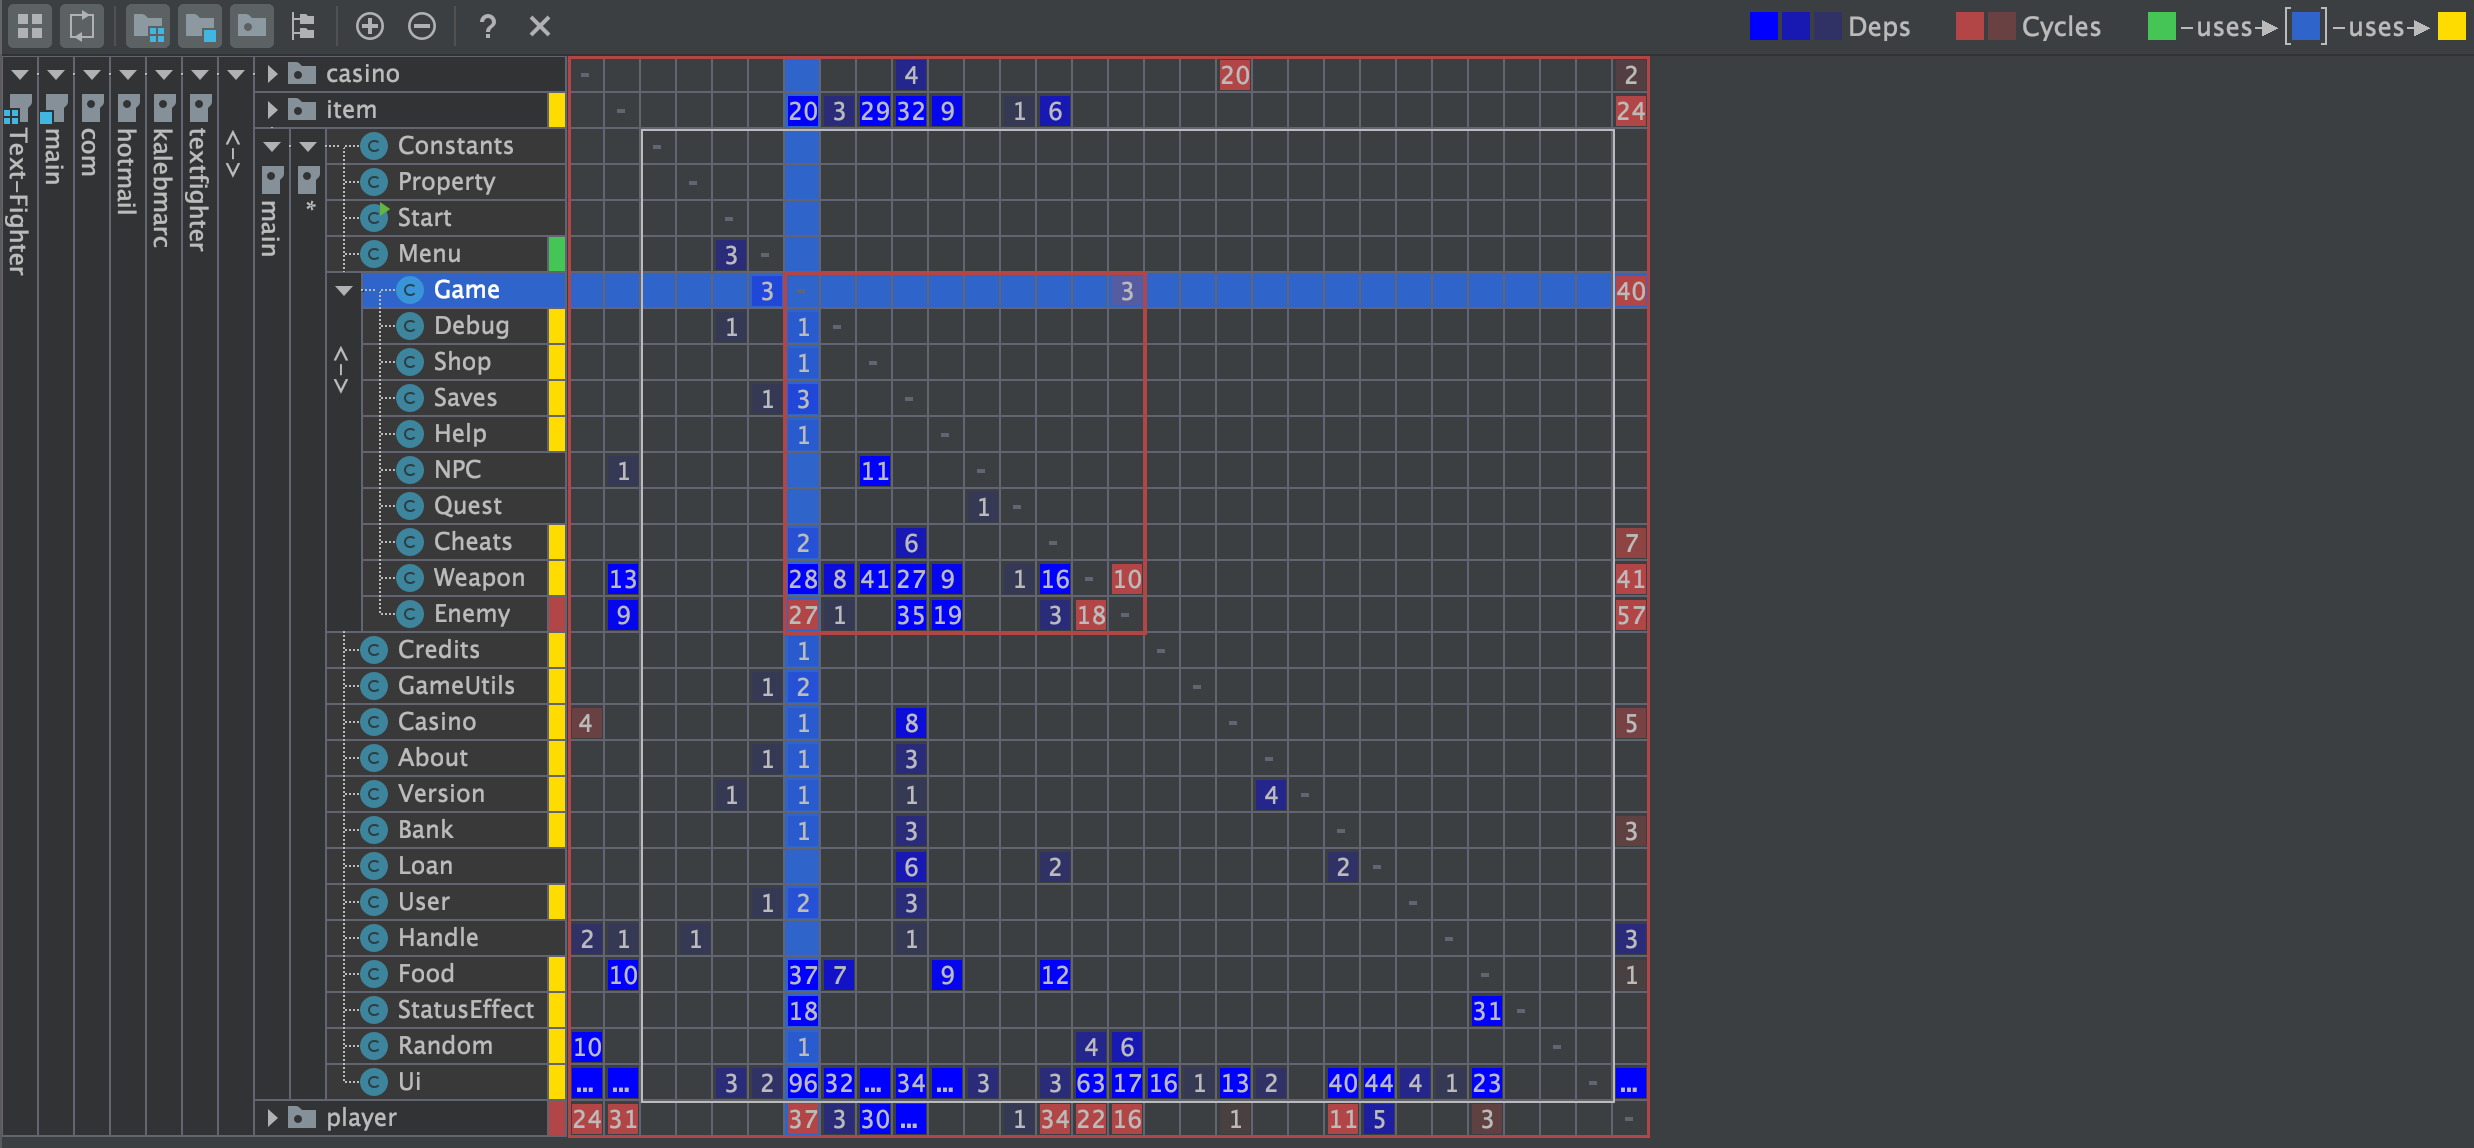 ? Deps Cycles uses uses
Text-Fighter
main
com
hotmail
kalebmarc
textfighter
<->
main
*
<->
casino - 4 20 2
item - 20 3 29 32 9 1 6 24
Constants -
Property -
Start -
Menu 3 -
Game 3 - 3 40
Debug 1 1 -
Shop 1 -
Saves 1 3 -
Help 1 -
NPC 1 11 -
Quest 1 -
Cheats 2 6 - 7
Weapon 13 28 8 41 27 9 1 16 - 10 41
Enemy 9 27 1 35 19 3 18 - 57
Credits 1 -
GameUtils 1 2 -
Casino 4 1 8 - 5
About 1 1 3 -
Version 1 1 1 4 -
Bank 1 3 - 3
Loan 6 2 2 -
User 1 2 3 -
Handle 2 1 1 1 - 3
Food 10 37 7 9 12 - 1
StatusEffect 18 31 -
Random 10 1 4 6 -
Ui ... ... 3 2 96 32 ... 34 ... 3 3 63 17 16 1 13 2 40 44 4 1 23 - ...
player 24 31 37 3 30 ... 1 34 22 16 1 11 5 3 -